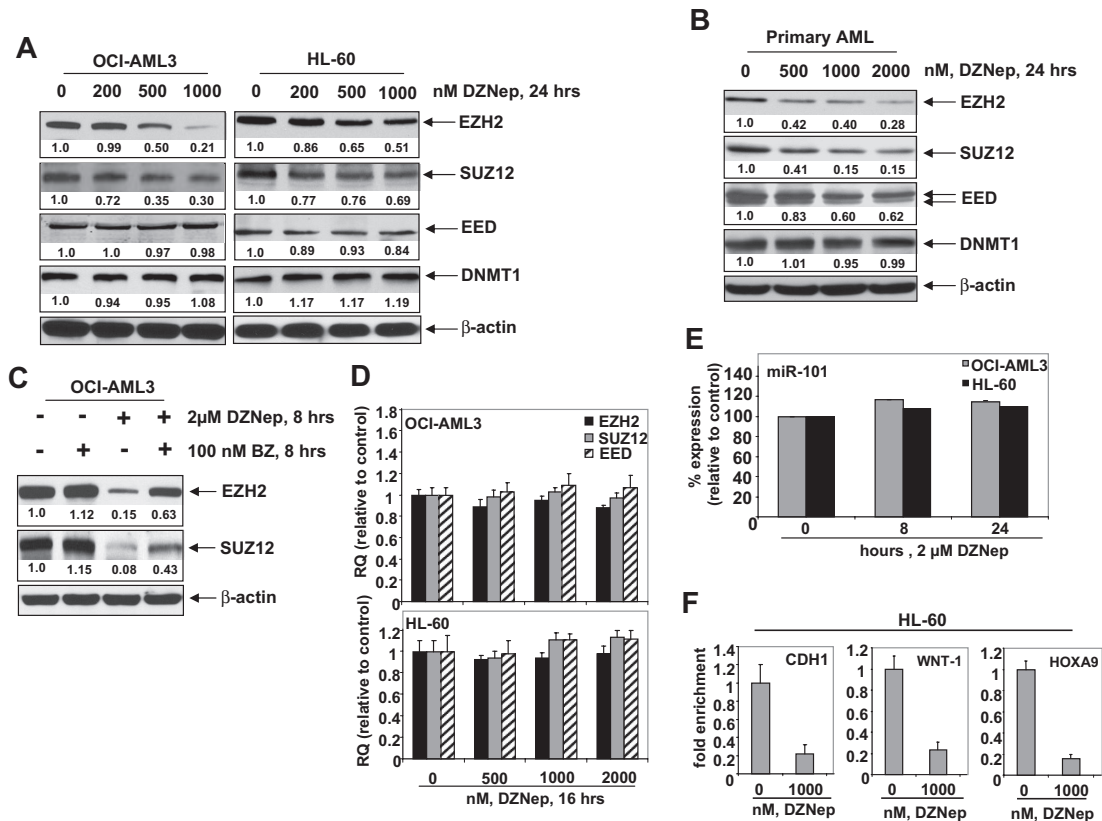 A
OCI-AML3 HL-60
0 200 500 1000 0 200 500 1000 nM DZNep, 24 hrs
EZH2
1.0 0.99 0.50 0.21 1.0 0.86 0.65 0.51
SUZ12
1.0 0.72 0.35 0.30 1.0 0.77 0.76 0.69
EED
1.0 1.0 0.97 0.98 1.0 0.89 0.93 0.84
DNMT1
1.0 0.94 0.95 1.08 1.0 1.17 1.17 1.19
β-actin
B
Primary AML
0 500 1000 2000 nM, DZNep, 24 hrs
EZH2
1.0 0.42 0.40 0.28
SUZ12
1.0 0.41 0.15 0.15
EED
1.0 0.83 0.60 0.62
DNMT1
1.0 1.01 0.95 0.99
β-actin
C
OCI-AML3
- - + + 2µM DZNep, 8 hrs
- + - + 100 nM BZ, 8 hrs
EZH2
1.0 1.12 0.15 0.63
SUZ12
1.0 1.15 0.08 0.43
β-actin
D
RQ (relative to control)
1.8
1.6
1.4
1.2
1
0.8
0.6
0.4
0.2
0
OCI-AML3
EZH2
SUZ12
EED
RQ (relative to control)
1.2
1
0.8
0.6
0.4
0.2
0
HL-60
0 500 1000 2000
nM, DZNep, 16 hrs
E
% expression
(relative to control)
140
120
100
80
60
40
20
0
miR-101
OCI-AML3
HL-60
0 8 24
hours , 2 µM DZNep
F
HL-60
fold enrichment
1.4
1.2
1
0.8
0.6
0.4
0.2
0
CDH1
0 1000
nM, DZNep
1.2
1
0.8
0.6
0.4
0.2
0
WNT-1
0 1000
nM, DZNep
1.2
1
0.8
0.6
0.4
0.2
0
HOXA9
0 1000
nM, DZNep